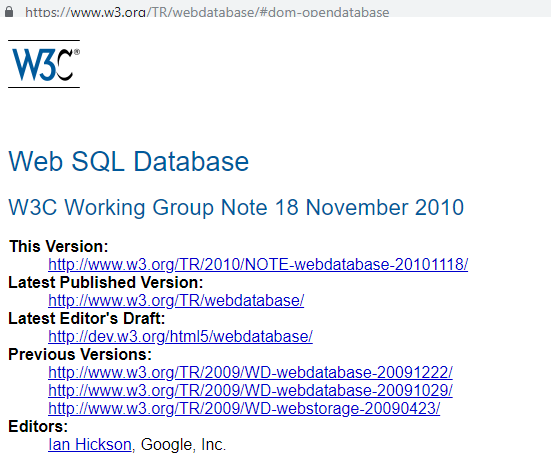 https://www.w3.org/TR/webdatabase/#dom-opendatabase
W3C®
Web SQL Database
W3C Working Group Note 18 November 2010
This Version:
http://www.w3.org/TR/2010/NOTE-webdatabase-20101118/
Latest Published Version:
http://www.w3.org/TR/webdatabase/
Latest Editor's Draft:
http://dev.w3.org/html5/webdatabase/
Previous Versions:
http://www.w3.org/TR/2009/WD-webdatabase-20091222/
http://www.w3.org/TR/2009/WD-webdatabase-20091029/
http://www.w3.org/TR/2009/WD-webstorage-20090423/
Editors:
Ian Hickson, Google, Inc.